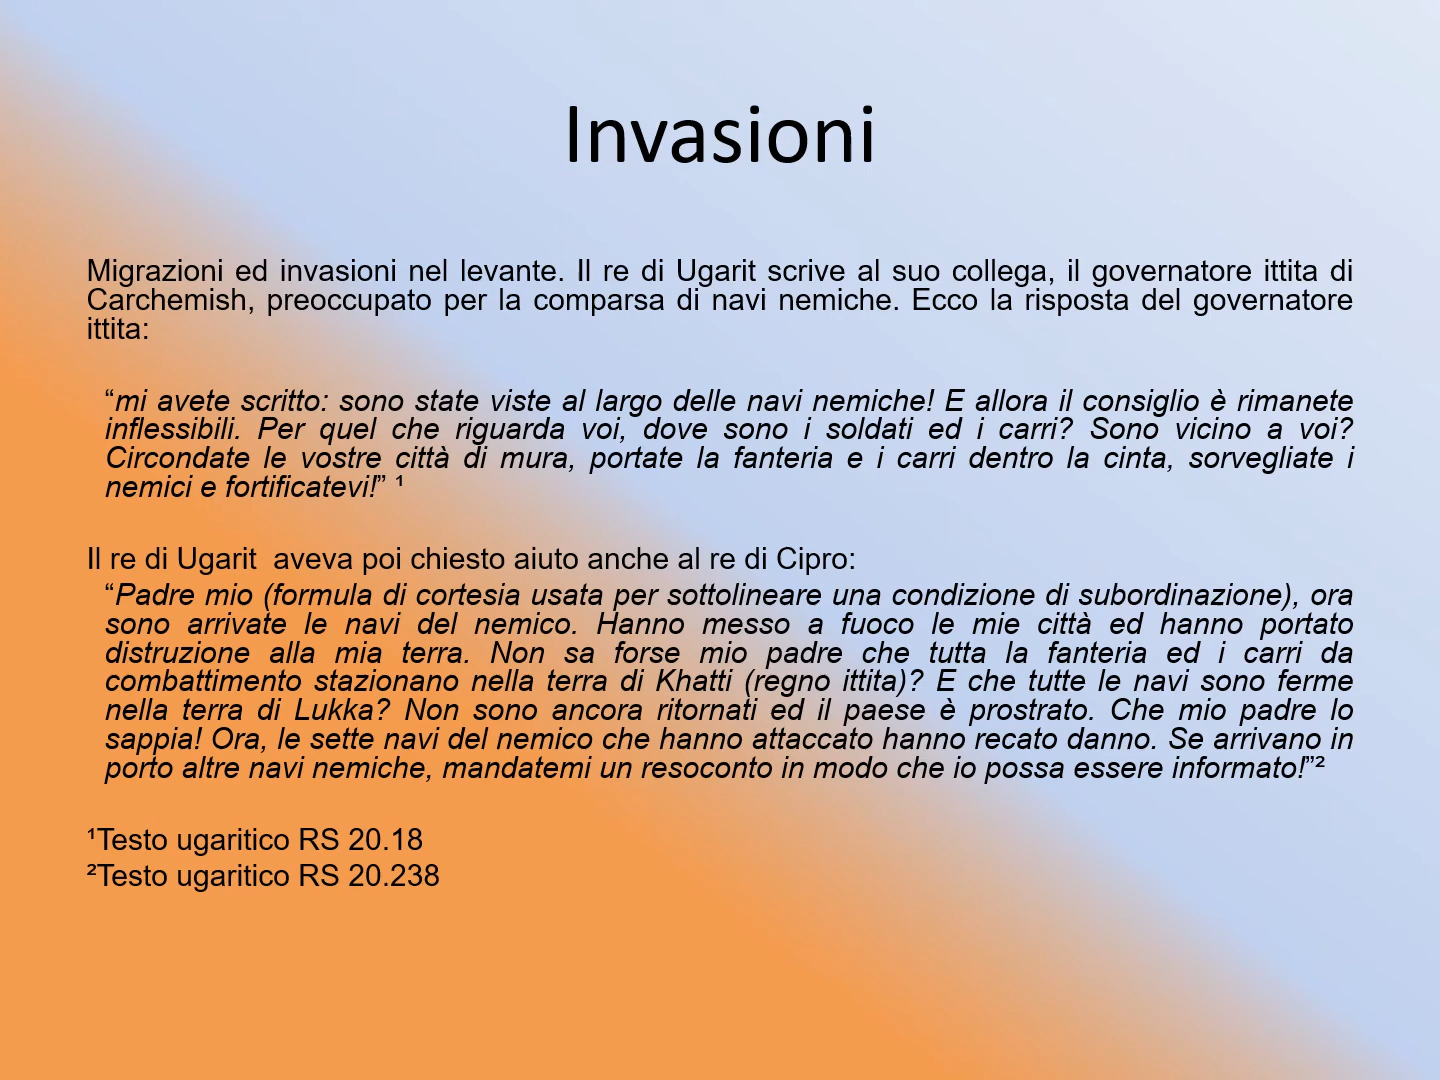 Invasioni
Migrazioni ed invasioni nel levante. Il re di Ugarit scrive al suo collega, il governatore ittita di
Carchemish, preoccupato per la comparsa di navi nemiche. Ecco la risposta del governatore
ittita:
“mi avete scritto: sono state viste al largo delle navi nemiche! E allora il consiglio è rimanete
inflessibili. Per quel che riguarda voi, dove sono i soldati ed i carri? Sono vicino a voi?
Circondate le vostre città di mura, portate la fanteria e i carri dentro la cinta, sorvegliate i
nemici e fortificatevi!” ¹
Il re di Ugarit  aveva poi chiesto aiuto anche al re di Cipro:
“Padre mio (formula di cortesia usata per sottolineare una condizione di subordinazione), ora
sono arrivate le navi del nemico. Hanno messo a fuoco le mie città ed hanno portato
distruzione alla mia terra. Non sa forse mio padre che tutta la fanteria ed i carri da
combattimento stazionano nella terra di Khatti (regno ittita)? E che tutte le navi sono ferme
nella terra di Lukka? Non sono ancora ritornati ed il paese è prostrato. Che mio padre lo
sappia! Ora, le sette navi del nemico che hanno attaccato hanno recato danno. Se arrivano in
porto altre navi nemiche, mandatemi un resoconto in modo che io possa essere informato!”²
¹Testo ugaritico RS 20.18
²Testo ugaritico RS 20.238